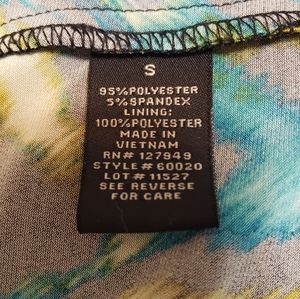 S
95%POLYESTER
5%SPANDEX
LINING:
100%POLYESTER
MADE IN
VIETNAM
RN# 127949
STYLE# 60020
LOT# 11527
SEE REVERSE
FOR CARE